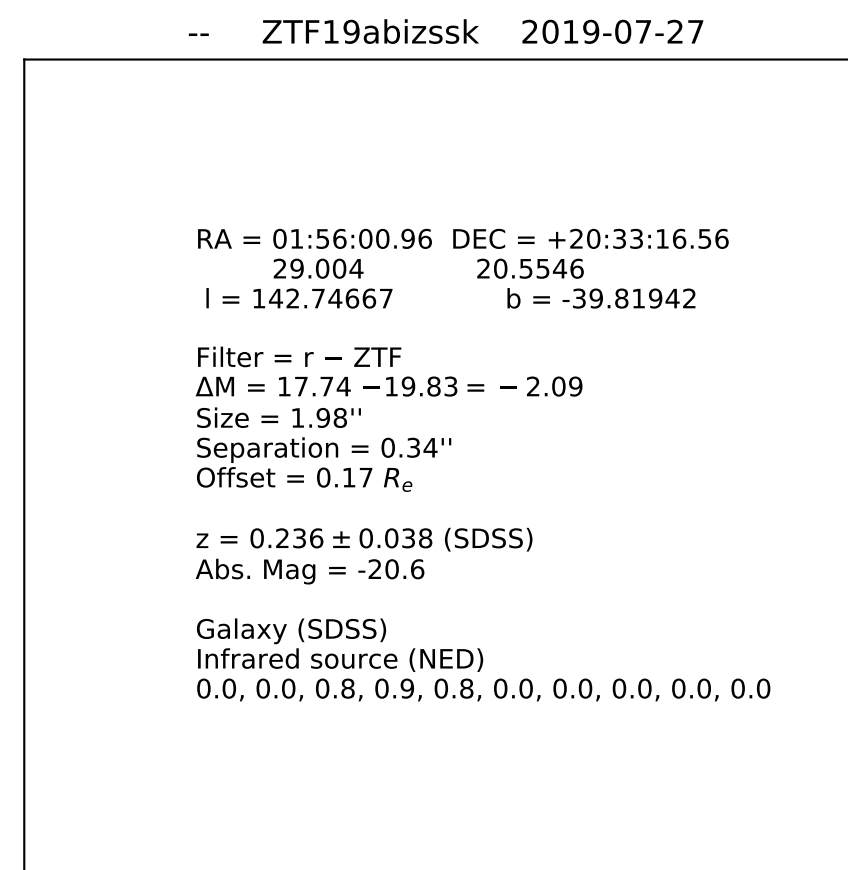 -- ZTF19abizssk 2019-07-27
RA = 01:56:00.96 DEC = +20:33:16.56
29.004 20.5546
l = 142.74667 b = -39.81942
Filter = r − ZTF
ΔM = 17.74 −19.83 = − 2.09
Size = 1.98''
Separation = 0.34''
Offset = 0.17 Rₑ
z = 0.236 ± 0.038 (SDSS)
Abs. Mag = -20.6
Galaxy (SDSS)
Infrared source (NED)
0.0, 0.0, 0.8, 0.9, 0.8, 0.0, 0.0, 0.0, 0.0, 0.0